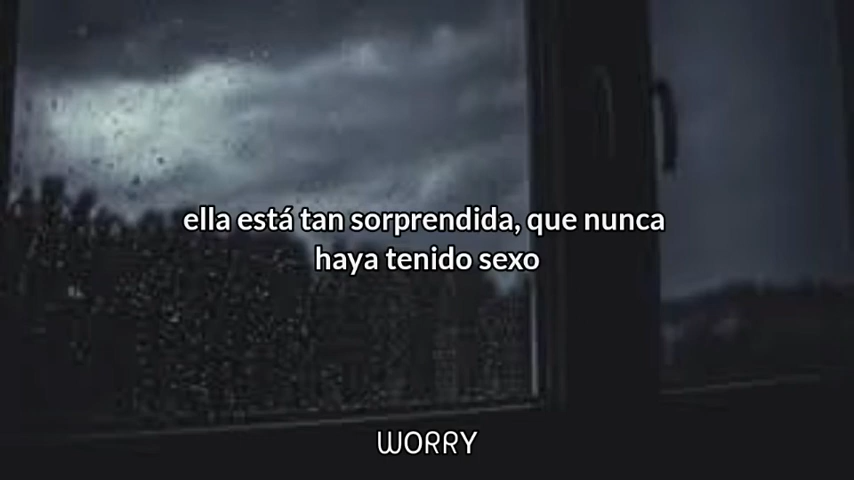 ella está tan sorprendida, que nunca
haya tenido sexo
WORRY